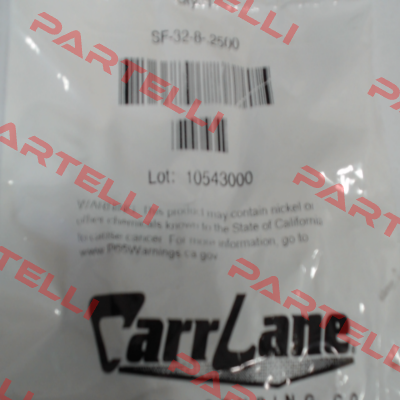 SF-32-8-.2500
Lot: 10543000
WARNING: This product may contain nickel or
other chemicals known to the State of California
to cause cancer. For more information, go to
www.P65Warnings.ca.gov
CarrLane
PARTELLI
PARTELLI
PARTELLI
PARTELLI
PARTELLI